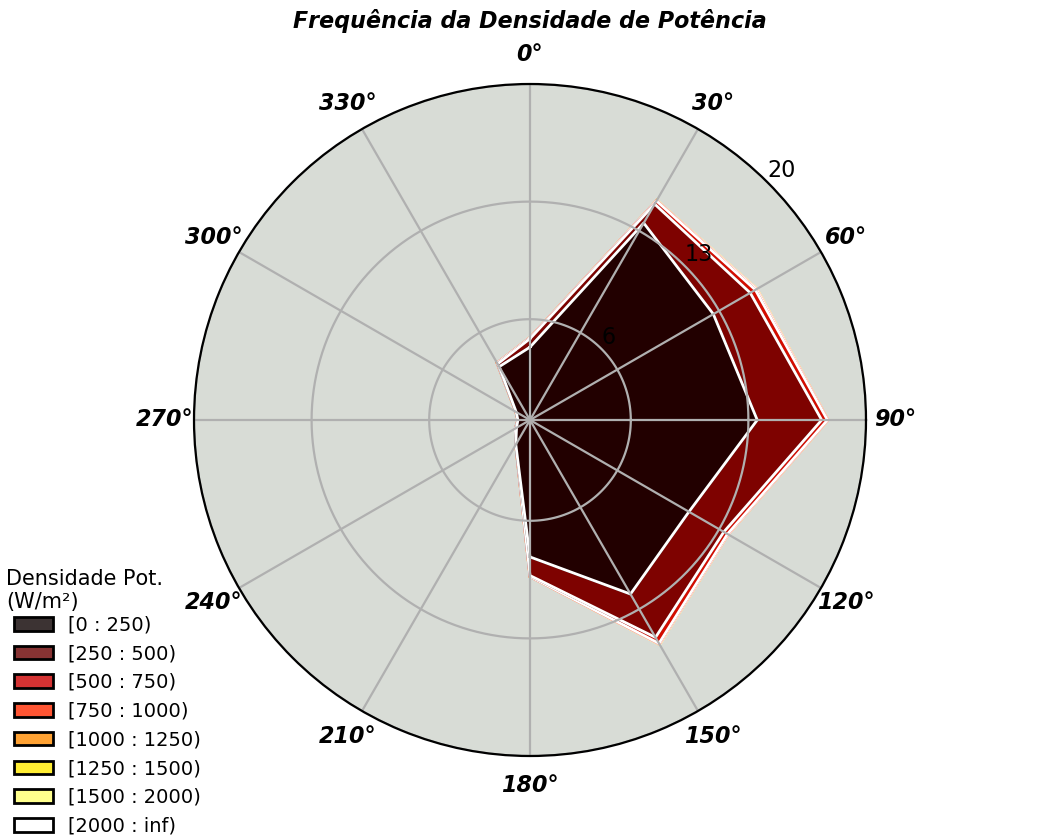 Frequência da Densidade de Potência
0°
330°
30°
20
300°
60°
13
6
270°
90°
240°
120°
210°
150°
180°
Densidade Pot.
(W/m²)
[0 : 250)
[250 : 500)
[500 : 750)
[750 : 1000)
[1000 : 1250)
[1250 : 1500)
[1500 : 2000)
[2000 : inf)